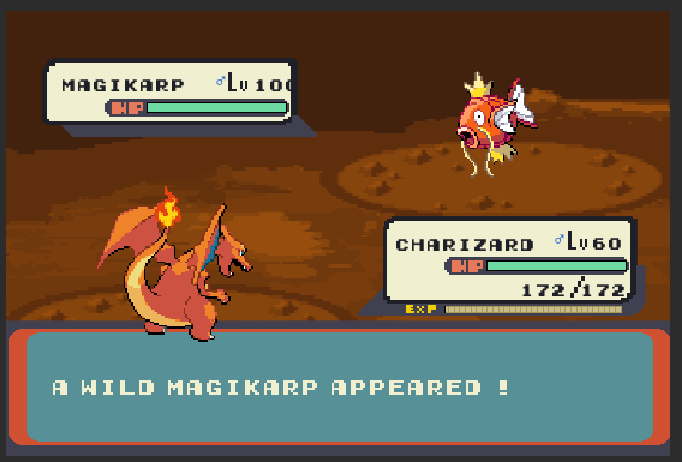 MAGIKARP ♂Lv100
HP
CHARIZARD ♂Lv60
HP
172/172
EXP
A WILD MAGIKARP APPEARED !